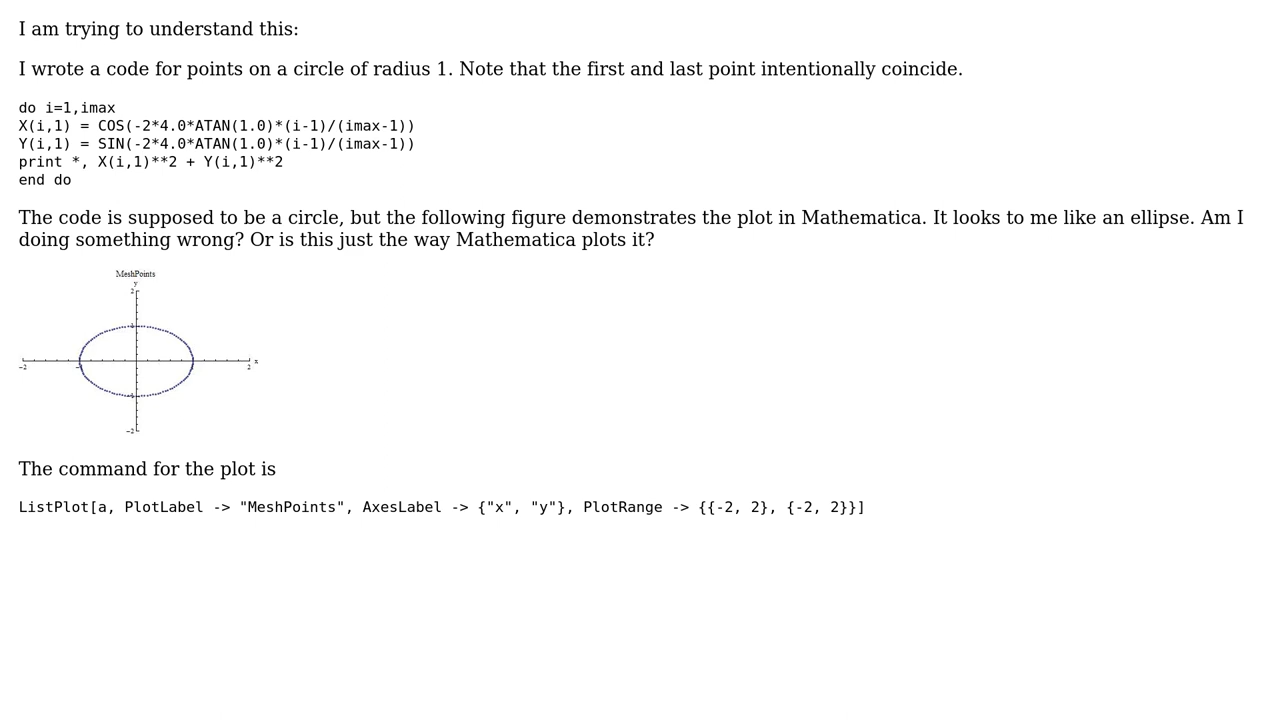 I am trying to understand this:
I wrote a code for points on a circle of radius 1. Note that the first and last point intentionally coincide.
do i=1,imax
X(i,1) = COS(-2*4.0*ATAN(1.0)*(i-1)/(imax-1))
Y(i,1) = SIN(-2*4.0*ATAN(1.0)*(i-1)/(imax-1))
print *, X(i,1)**2 + Y(i,1)**2
end do
The code is supposed to be a circle, but the following figure demonstrates the plot in Mathematica. It looks to me like an ellipse. Am I
doing something wrong? Or is this just the way Mathematica plots it?
MeshPoints
y
2
1
x
-2
2
-1
-2
The command for the plot is
ListPlot[a, PlotLabel -> "MeshPoints", AxesLabel -> {"x", "y"}, PlotRange -> {{-2, 2}, {-2, 2}}]